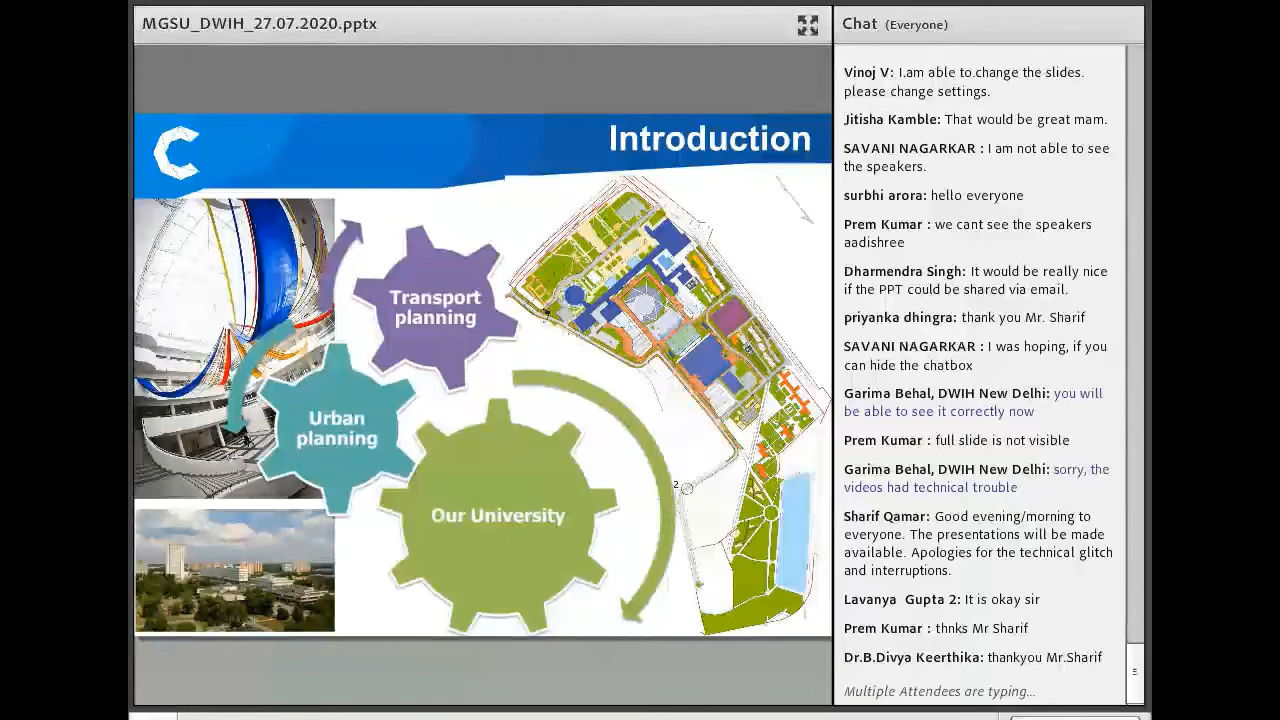 MGSU_DWIH_27.07.2020.pptx
Introduction
Transport
planning
Urban
planning
Our University
2
Chat (Everyone)
Vinoj V: I.am able to.change the slides.
please change settings.
Jitisha Kamble: That would be great mam.
SAVANI NAGARKAR : I am not able to see
the speakers.
surbhi arora: hello everyone
Prem Kumar : we cant see the speakers
aadishree
Dharmendra Singh: It would be really nice
if the PPT could be shared via email.
priyanka dhingra: thank you Mr. Sharif
SAVANI NAGARKAR : I was hoping, if you
can hide the chatbox
Garima Behal, DWIH New Delhi: you will
be able to see it correctly now
Prem Kumar : full slide is not visible
Garima Behal, DWIH New Delhi: sorry, the
videos had technical trouble
Sharif Qamar: Good evening/morning to
everyone. The presentations will be made
available. Apologies for the technical glitch
and interruptions.
Lavanya Gupta 2: It is okay sir
Prem Kumar : thnks Mr Sharif
Dr.B.Divya Keerthika: thankyou Mr.Sharif
Multiple Attendees are typing...